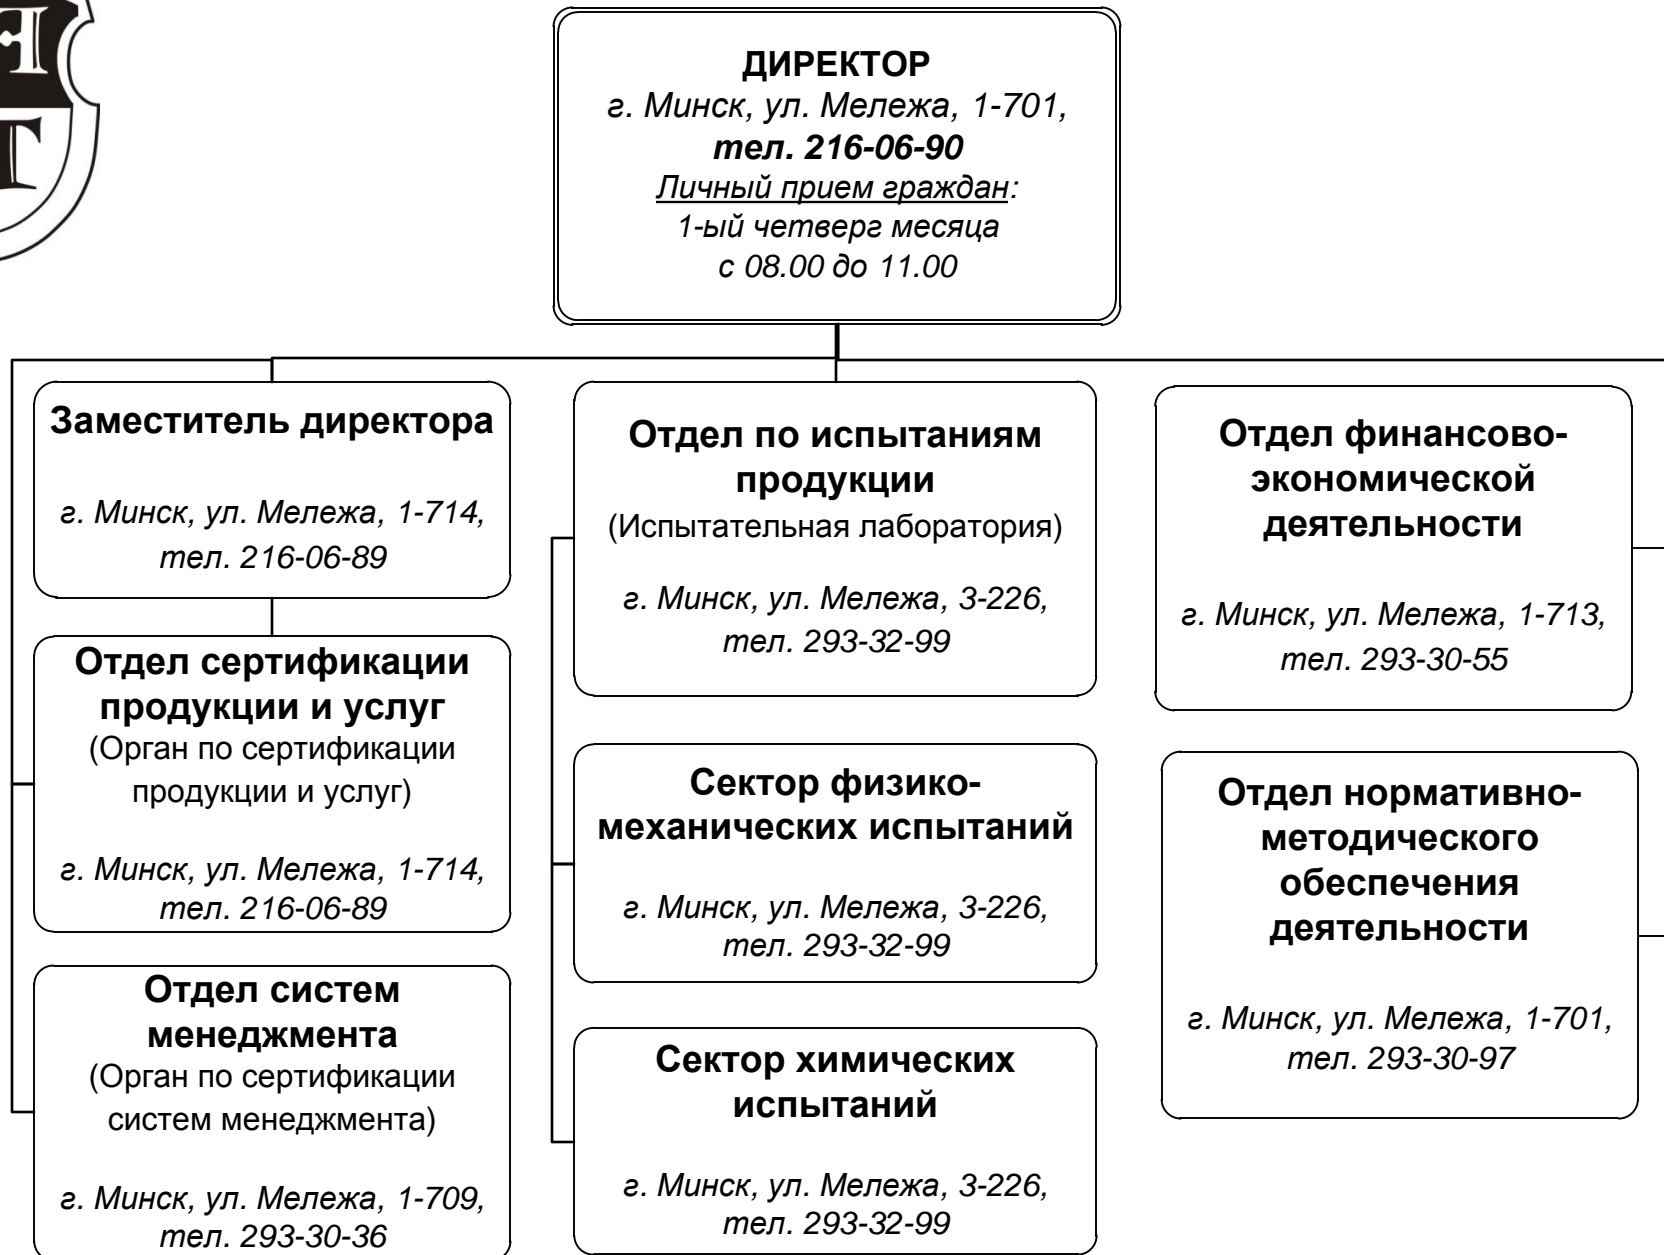 ДИРЕКТОР
г. Минск, ул. Мележа, 1-701,
тел. 216-06-90
Личный прием граждан:
1-ый четверг месяца
с 08.00 до 11.00
Заместитель директора
г. Минск, ул. Мележа, 1-714,
тел. 216-06-89
Отдел сертификации
продукции и услуг
(Орган по сертификации
продукции и услуг)
г. Минск, ул. Мележа, 1-714,
тел. 216-06-89
Отдел систем
менеджмента
(Орган по сертификации
систем менеджмента)
г. Минск, ул. Мележа, 1-709,
тел. 293-30-36
Отдел по испытаниям
продукции
(Испытательная лаборатория)
г. Минск, ул. Мележа, 3-226,
тел. 293-32-99
Сектор физико-
механических испытаний
г. Минск, ул. Мележа, 3-226,
тел. 293-32-99
Сектор химических
испытаний
г. Минск, ул. Мележа, 3-226,
тел. 293-32-99
Отдел финансово-
экономической
деятельности
г. Минск, ул. Мележа, 1-713,
тел. 293-30-55
Отдел нормативно-
методического
обеспечения
деятельности
г. Минск, ул. Мележа, 1-701,
тел. 293-30-97